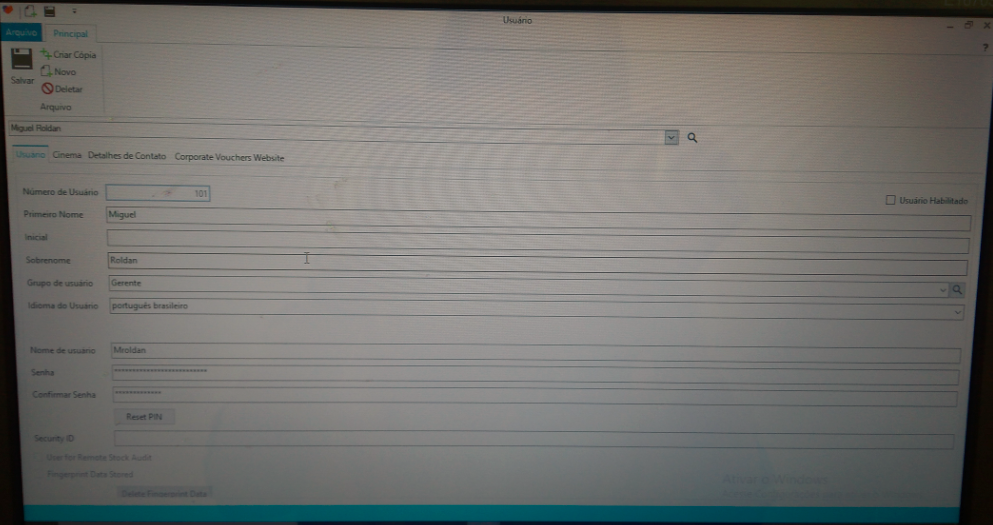 Usuário
Arquivo Principal
Salvar
Criar Cópia
Novo
Deletar
Arquivo
Miguel Roldan
Usuário Cinema Detalhes de Contato Corporate Vouchers Website
Número de Usuário 101 Usuário Habilitado
Primeiro Nome Miguel
Inicial
Sobrenome Roldan
Grupo de usuário Gerente
Idioma do Usuário português brasileiro
Nome de usuário Mroldan
Senha
Confirmar Senha
Reset PIN
Security ID
User for Remote Stock Audit
Fingerprint Data Stored
Delete Fingerprint Data
Ativar o Windows